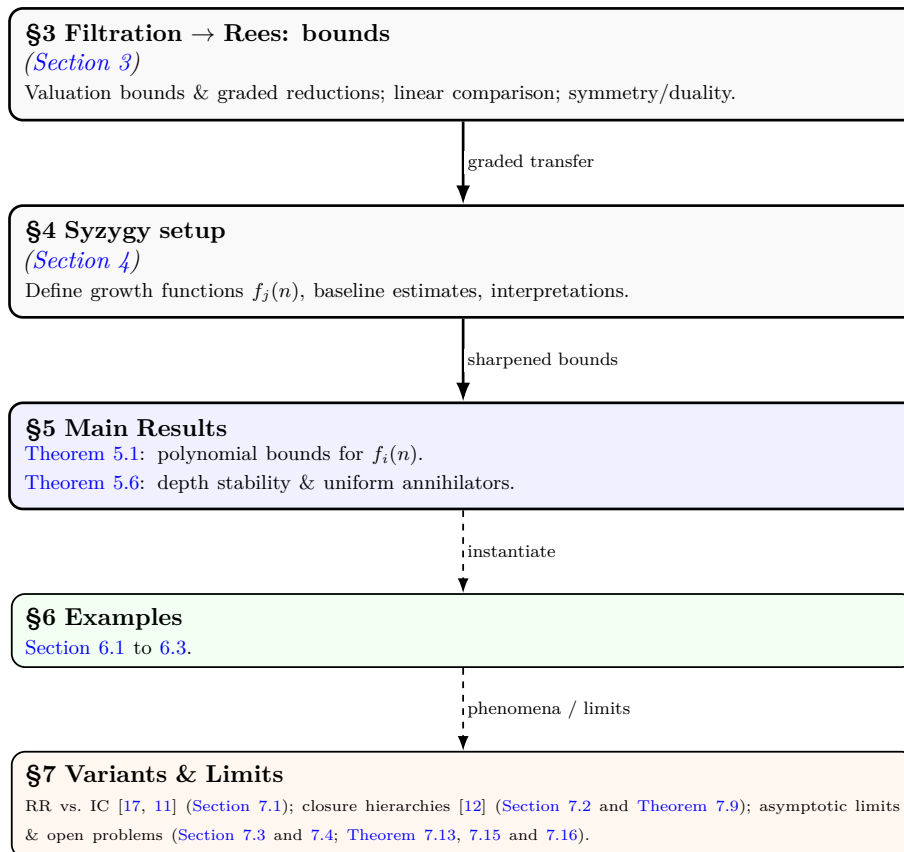 §3 Filtration → Rees: bounds
(Section 3)
Valuation bounds & graded reductions; linear comparison; symmetry/duality.
graded transfer
§4 Syzygy setup
(Section 4)
Define growth functions f_j(n), baseline estimates, interpretations.
sharpened bounds
§5 Main Results
Theorem 5.1: polynomial bounds for f_i(n).
Theorem 5.6: depth stability & uniform annihilators.
instantiate
§6 Examples
Section 6.1 to 6.3.
phenomena / limits
§7 Variants & Limits
RR vs. IC [17, 11] (Section 7.1); closure hierarchies [12] (Section 7.2 and Theorem 7.9); asymptotic limits
& open problems (Section 7.3 and 7.4; Theorem 7.13, 7.15 and 7.16).